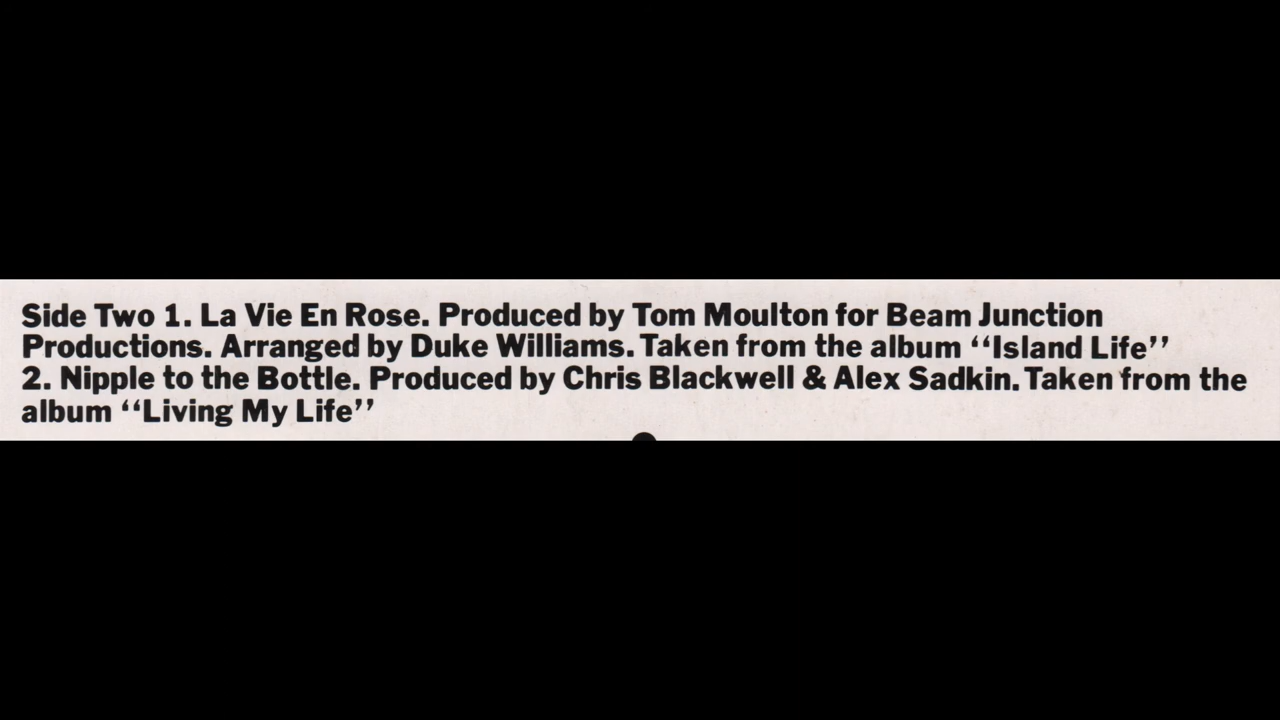 Side Two 1. La Vie En Rose. Produced by Tom Moulton for Beam Junction
Productions. Arranged by Duke Williams. Taken from the album ‘‘Island Life’’
2. Nipple to the Bottle. Produced by Chris Blackwell & Alex Sadkin. Taken from the
album ‘‘Living My Life’’